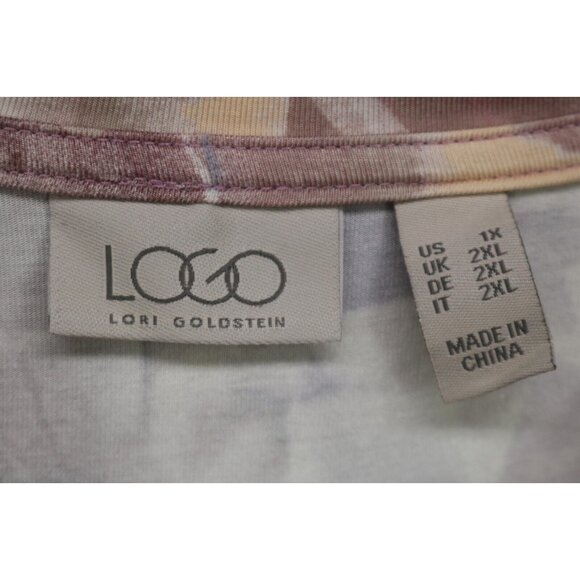 LOGO
LORI GOLDSTEIN
US 1X
UK 2XL
DE 2XL
IT 2XL
MADE IN
CHINA